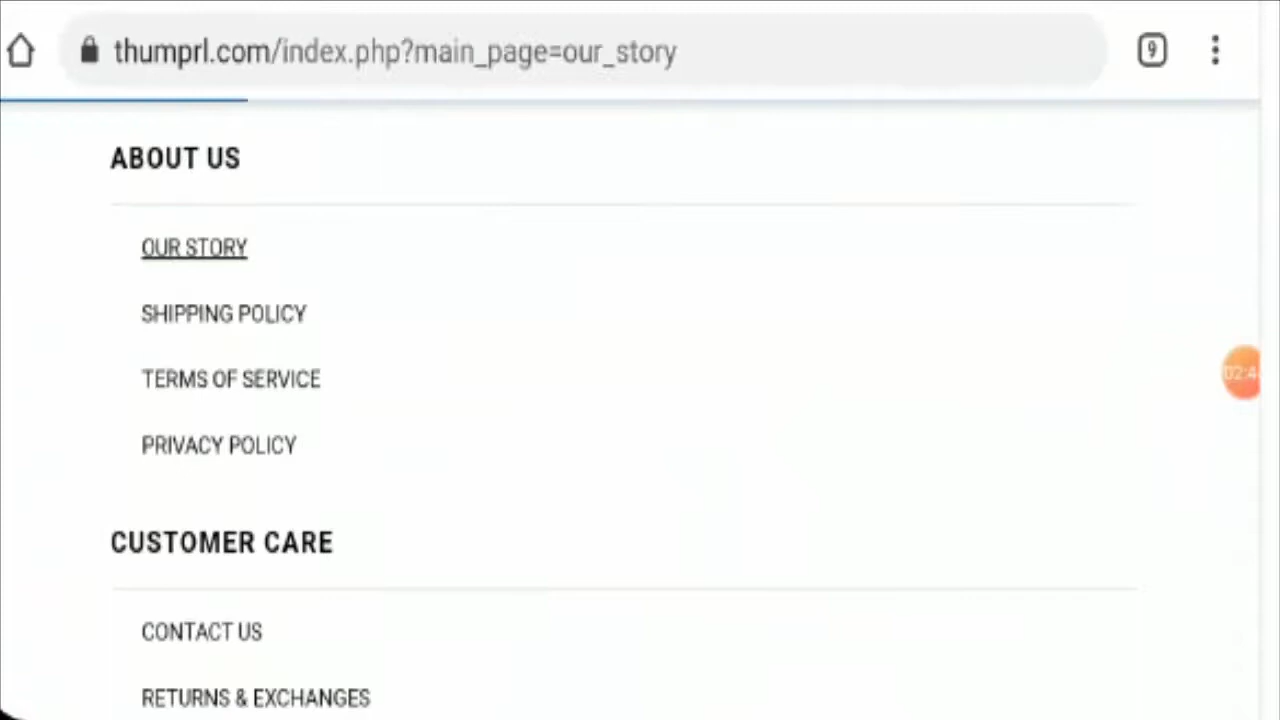 thumprl.com/index.php?main_page=our_story
9
ABOUT US
OUR STORY
SHIPPING POLICY
TERMS OF SERVICE
PRIVACY POLICY
CUSTOMER CARE
CONTACT US
RETURNS & EXCHANGES